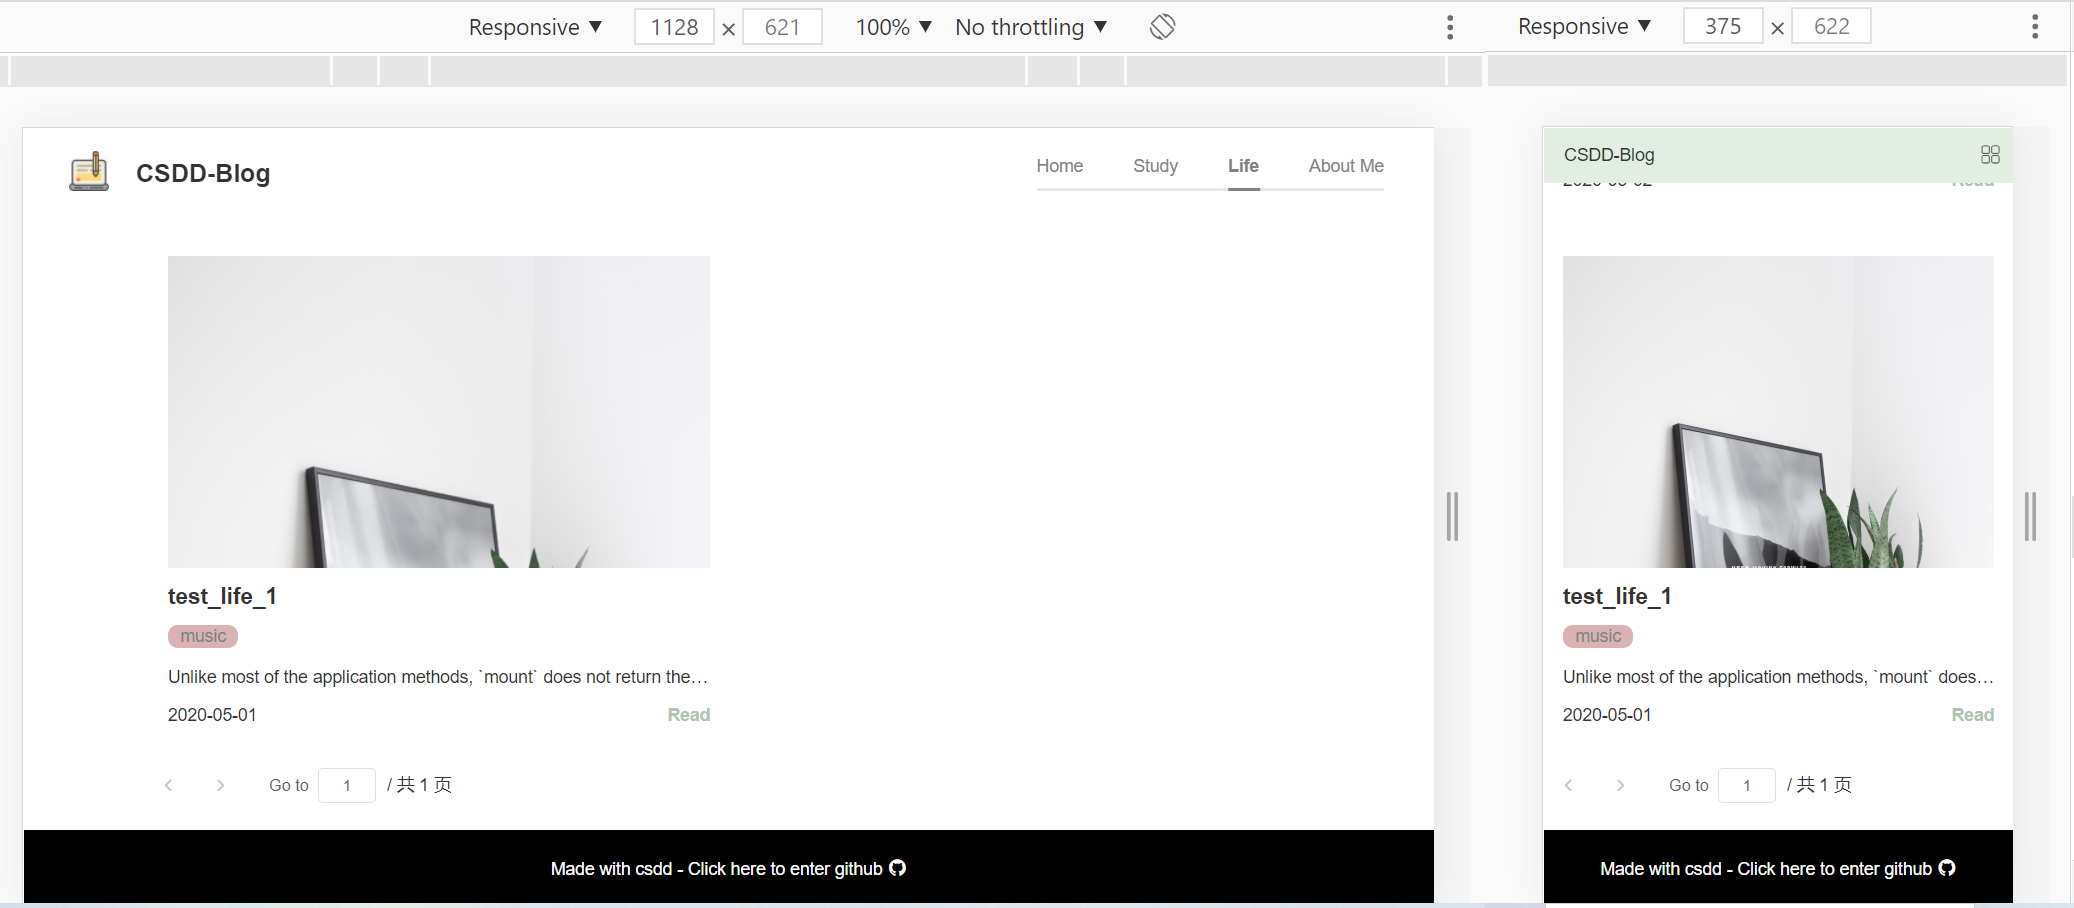 Responsive ▼ 1128 × 621 100% ▼ No throttling ▼
CSDD-Blog
Home Study Life About Me
test_life_1
music
Unlike most of the application methods, `mount` does not return the...
2020-05-01 Read
Go to 1 / 共 1 页
Made with csdd - Click here to enter github
Responsive ▼ 375 × 622
CSDD-Blog
Read
test_life_1
music
Unlike most of the application methods, `mount` does...
2020-05-01 Read
Go to 1 / 共 1 页
Made with csdd - Click here to enter github